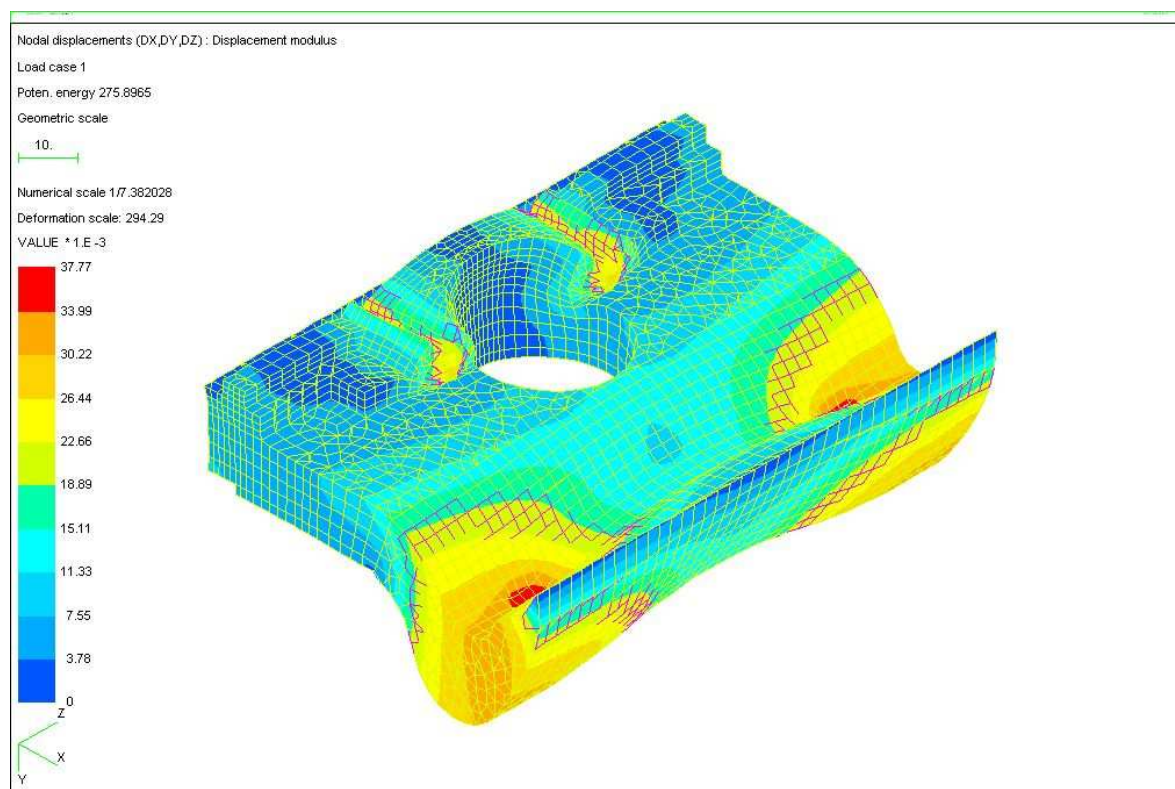 Nodal displacements (DX,DY,DZ) : Displacement modulus
Load case 1
Poten. energy 275.8965
Geometric scale
10.
Numerical scale 1/7.382028
Deformation scale: 294.29
VALUE * 1.E -3
37.77
33.99
30.22
26.44
22.66
18.89
15.11
11.33
7.55
3.78
0
Z
X
Y